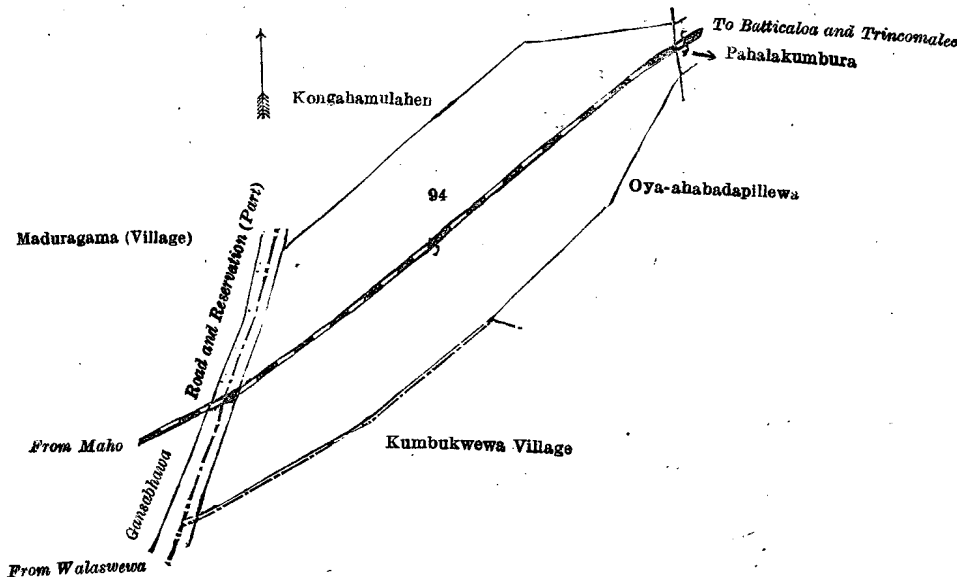 To Batticaloa and Trincomalee
Pahalakumbura
Kongahamulahen
94
Oya-ahabadapillewa
Maduragama (Village)
Road and Reservation (Part)
From Maho
Kumbukwewa Village
Gansabhawa
From Walaswewa